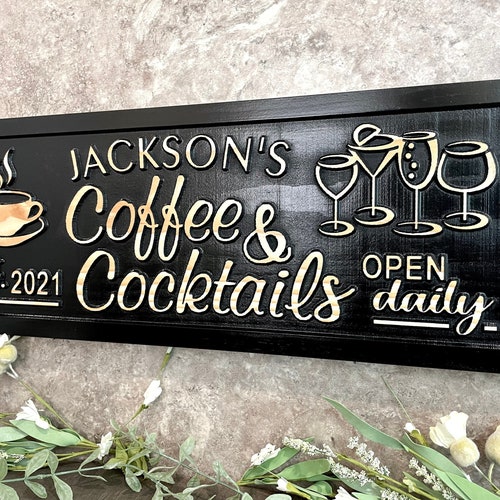 JACKSON'S
Coffee &
Cocktails
2021
OPEN
daily